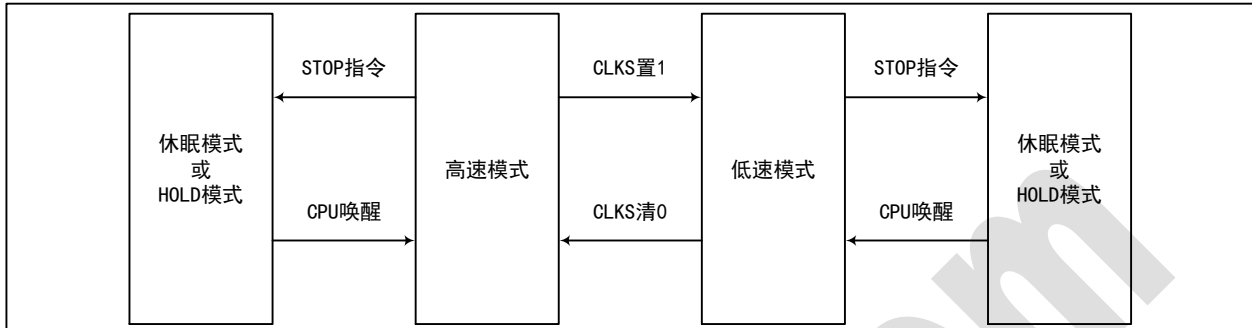 STOP指令
CLKS置1
STOP指令
休眠模式
或
HOLD模式
高速模式
低速模式
休眠模式
或
HOLD模式
CPU唤醒
CLKS清0
CPU唤醒